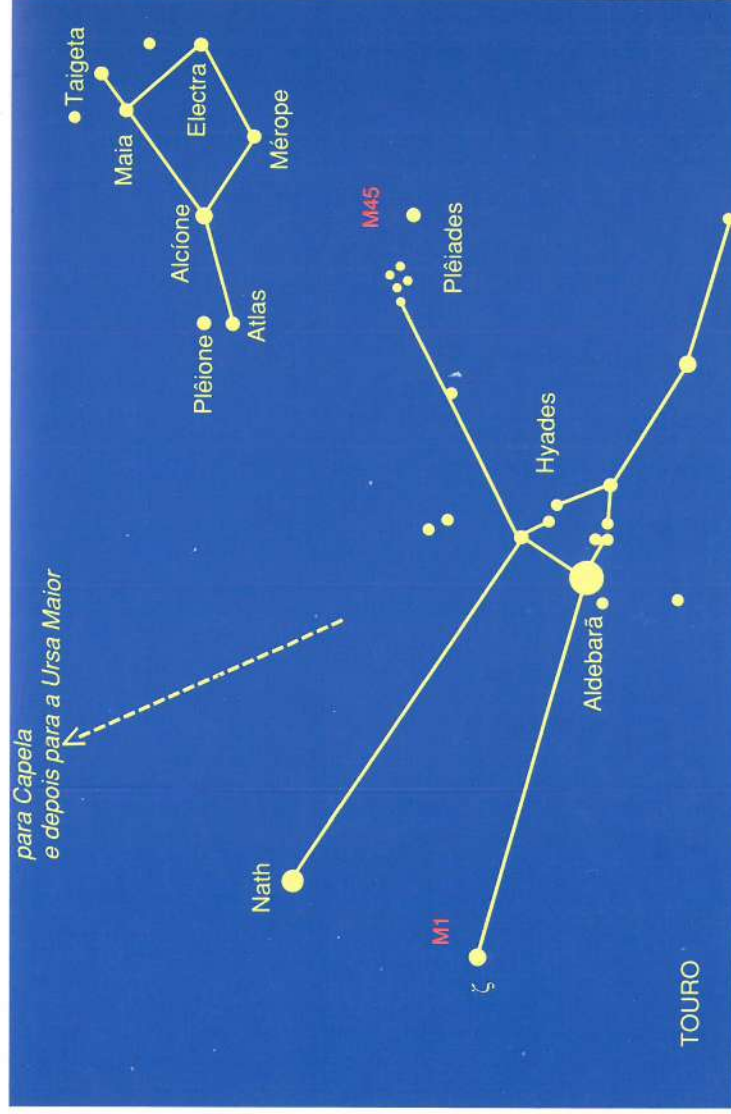 para Capela
e depois para a Ursa Maior
Taigeta
Maia
Electra
Alcíone
Mérope
Plêione
Atlas
M45
Plêiades
Hyades
Nath
Aldebarã
M1
ζ
TOURO